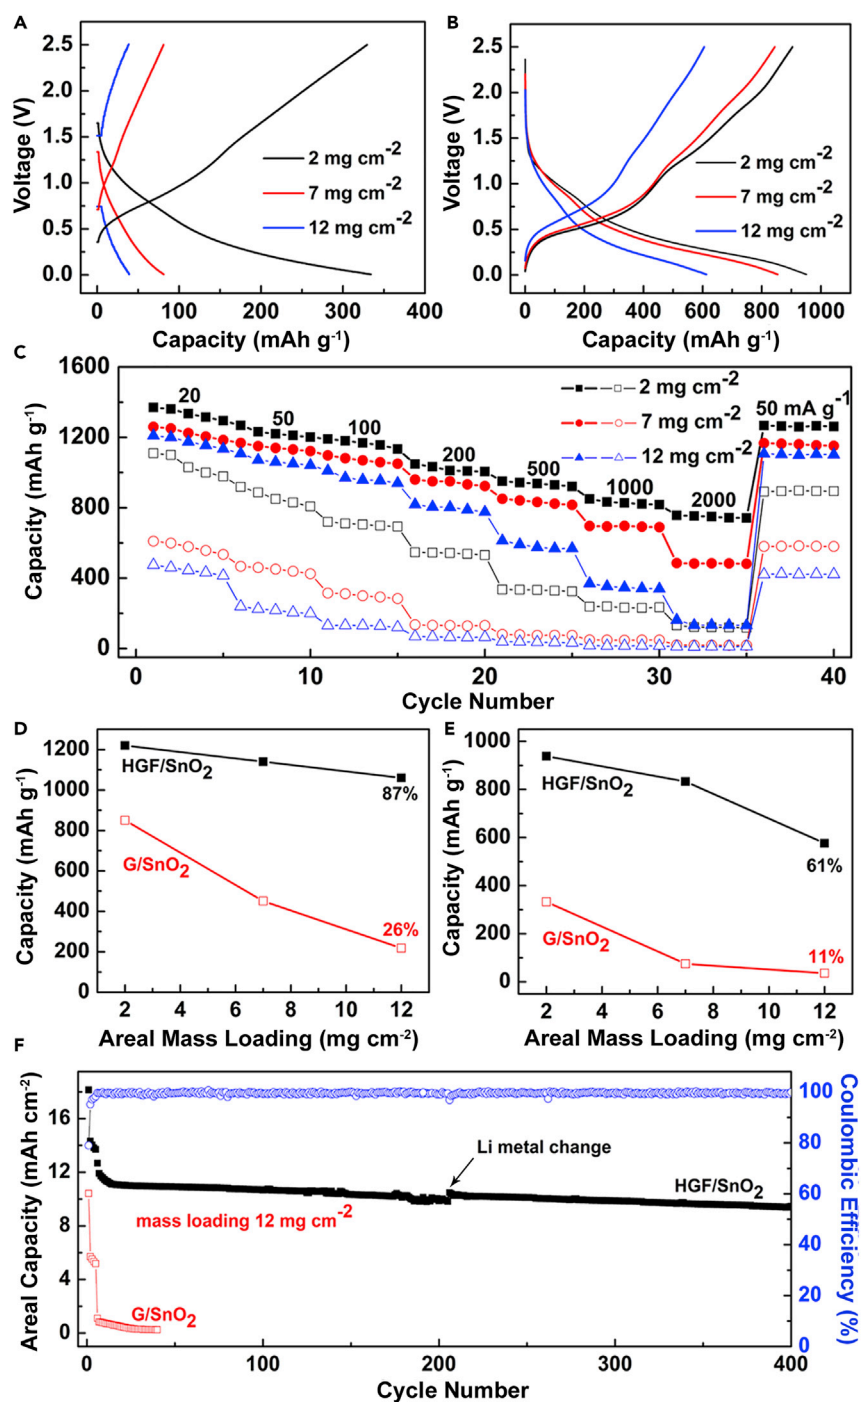 A
2.5
2.0
1.5
1.0
0.5
0.0
Voltage (V)
2 mg cm-2
7 mg cm-2
12 mg cm-2
0 100 200 300 400
Capacity (mAh g-1)
B
2.5
2.0
1.5
1.0
0.5
0.0
Voltage (V)
2 mg cm-2
7 mg cm-2
12 mg cm-2
0 200 400 600 800 1000
Capacity (mAh g-1)
C
1600
1200
800
400
0
Capacity (mAh g-1)
20
50
100
200
500
1000
2000
50 mA g-1
2 mg cm-2
7 mg cm-2
12 mg cm-2
0 10 20 30 40
Cycle Number
D
1200
1000
800
600
400
200
0
Capacity (mAh g-1)
HGF/SnO2
87%
G/SnO2
26%
2 4 6 8 10 12
Areal Mass Loading (mg cm-2)
E
1000
800
600
400
200
0
Capacity (mAh g-1)
HGF/SnO2
61%
G/SnO2
11%
2 4 6 8 10 12
Areal Mass Loading (mg cm-2)
F
16
12
8
4
0
Areal Capacity (mAh cm-2)
Li metal change
HGF/SnO2
mass loading 12 mg cm-2
G/SnO2
100
80
60
40
20
0
Coulombic Efficiency (%)
0 100 200 300 400
Cycle Number